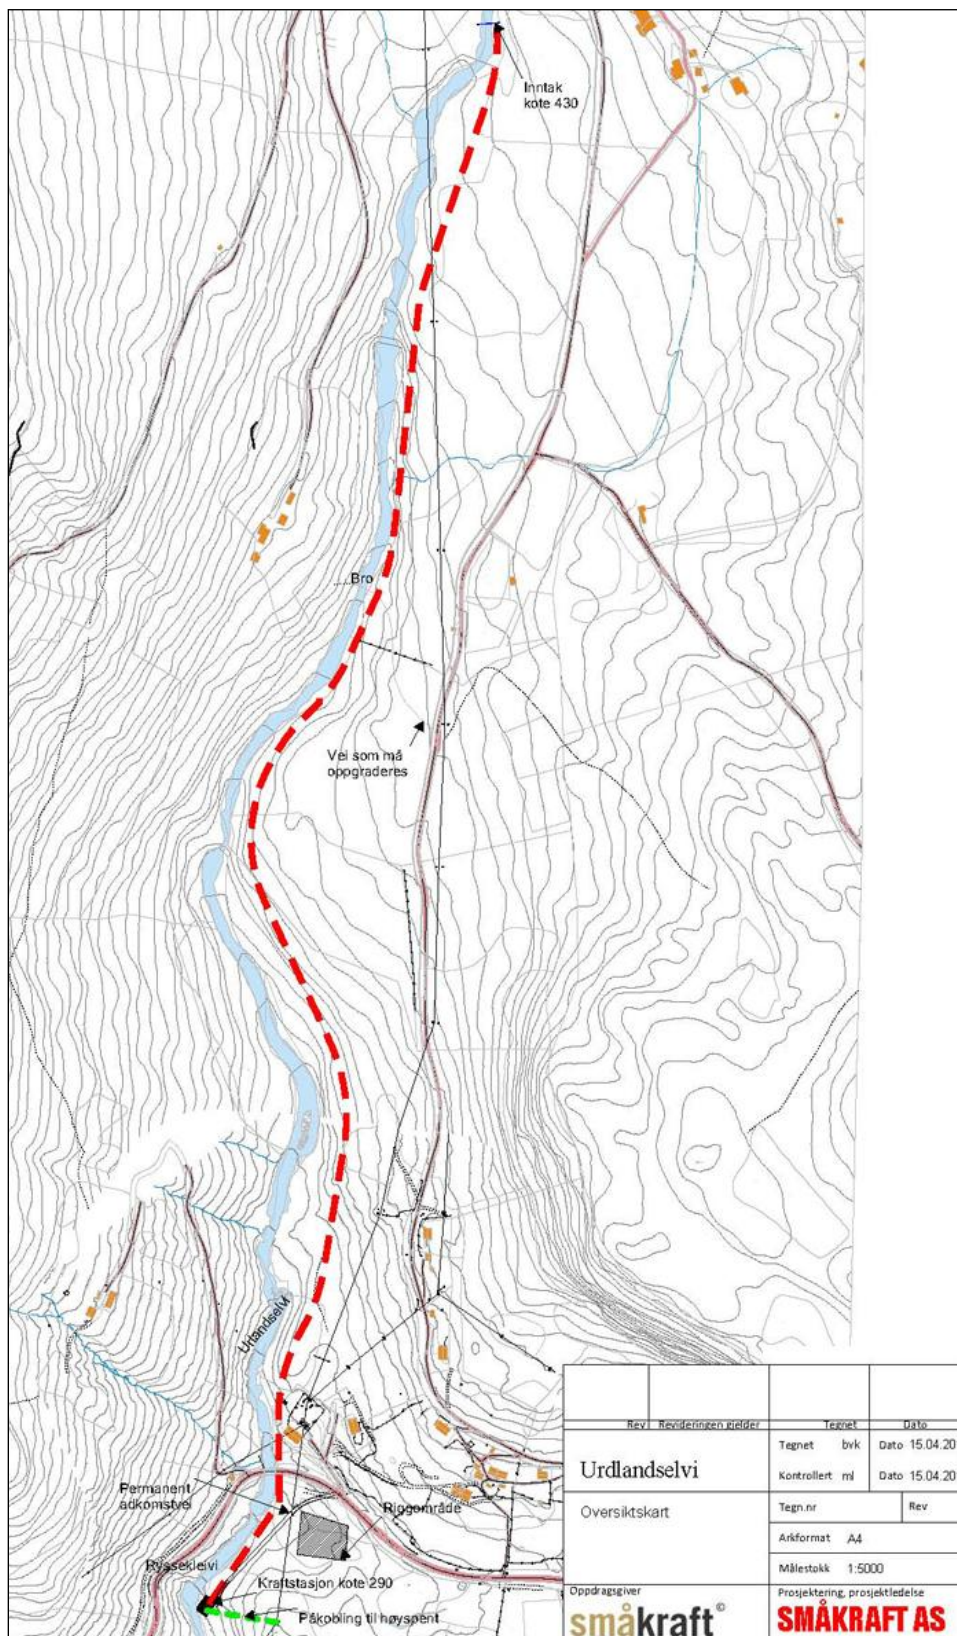 Inntak
kote 430
Bro
Vei som må
oppgraderes
Urlandselvi
Permanent
adkomstvei
Riggområde
Ryssekleivi
Kraftstasjon kote 290
Påkobling til høyspent
Rev Revideringen gjelder Tegnet Dato
Urdlandselvi
Tegnet bvk Dato 15.04.20
Kontrollert ml Dato 15.04.20
Oversiktskart
Tegn.nr Rev
Arkformat A4
Målestokk 1:5000
Oppdragsgiver
småkraft©
Prosjektering, prosjektledelse
SMÅKRAFT AS